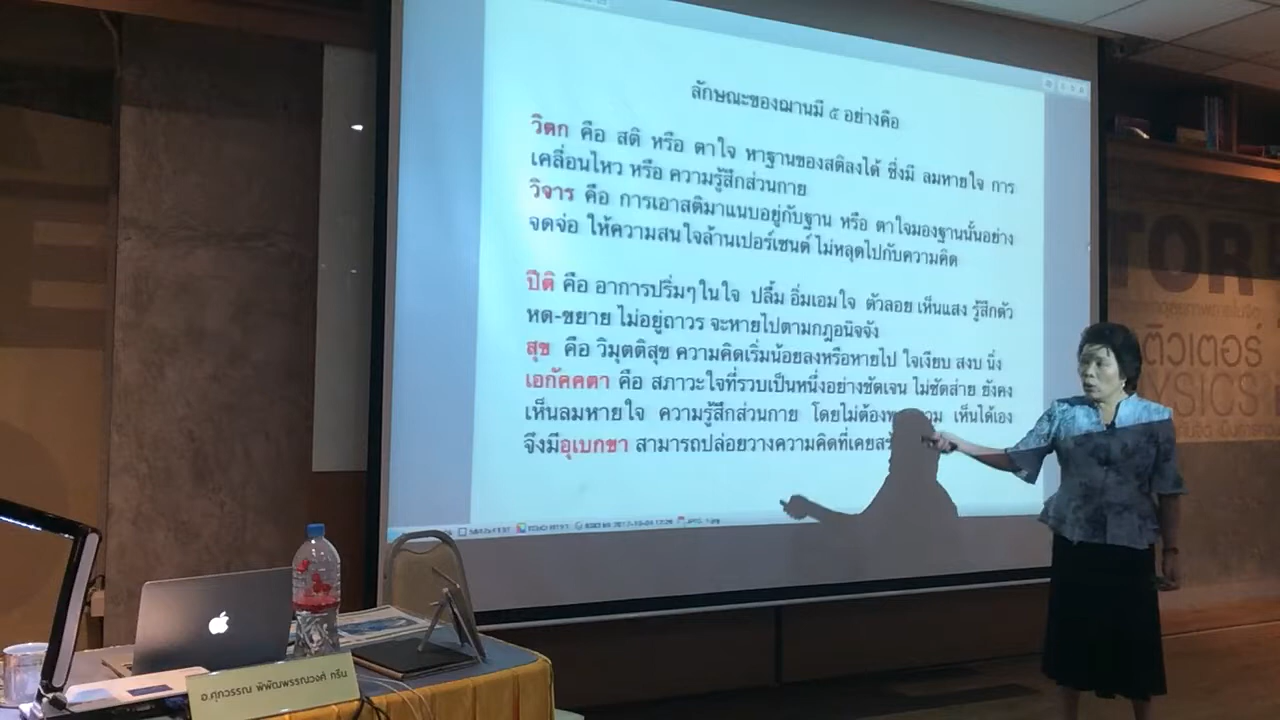 ลักษณะของฌานมี ๕ อย่างคือ
วิตก คือ สติ หรือ ตาใจ หาฐานของสติลงได้ ซึ่งมี ลมหายใจ การ
เคลื่อนไหว หรือ ความรู้สึกส่วนกาย
วิจาร คือ การเอาสติมาแนบอยู่กับฐาน หรือ ตาใจมองฐานนั้นอย่าง
จดจ่อ ให้ความสนใจล้านเปอร์เซนต์ ไม่หลุดไปกับความคิด
ปีติ คือ อาการปริ่มๆในใจ ปลื้ม อิ่มเอมใจ ตัวลอย เห็นแสง รู้สึกตัว
หด-ขยาย ไม่อยู่ถาวร จะหายไปตามกฎอนิจจัง
สุข คือ วิมุตติสุข ความคิดเริ่มน้อยลงหรือหายไป ใจเงียบ สงบ นิ่ง
เอกัคคตา คือ สภาวะใจที่รวบเป็นหนึ่งอย่างชัดเจน ไม่ซัดส่าย ยังคง
เห็นลมหายใจ ความรู้สึกส่วนกาย โดยไม่ต้อง เห็นได้เอง
จึงมีอุเบกขา สามารถปล่อยวางความคิดที่เคย
TOR
ติวเตอร์
YSICS
อ.ศุภวรรณ พิพัฒพรรณวงศ์ กรีน